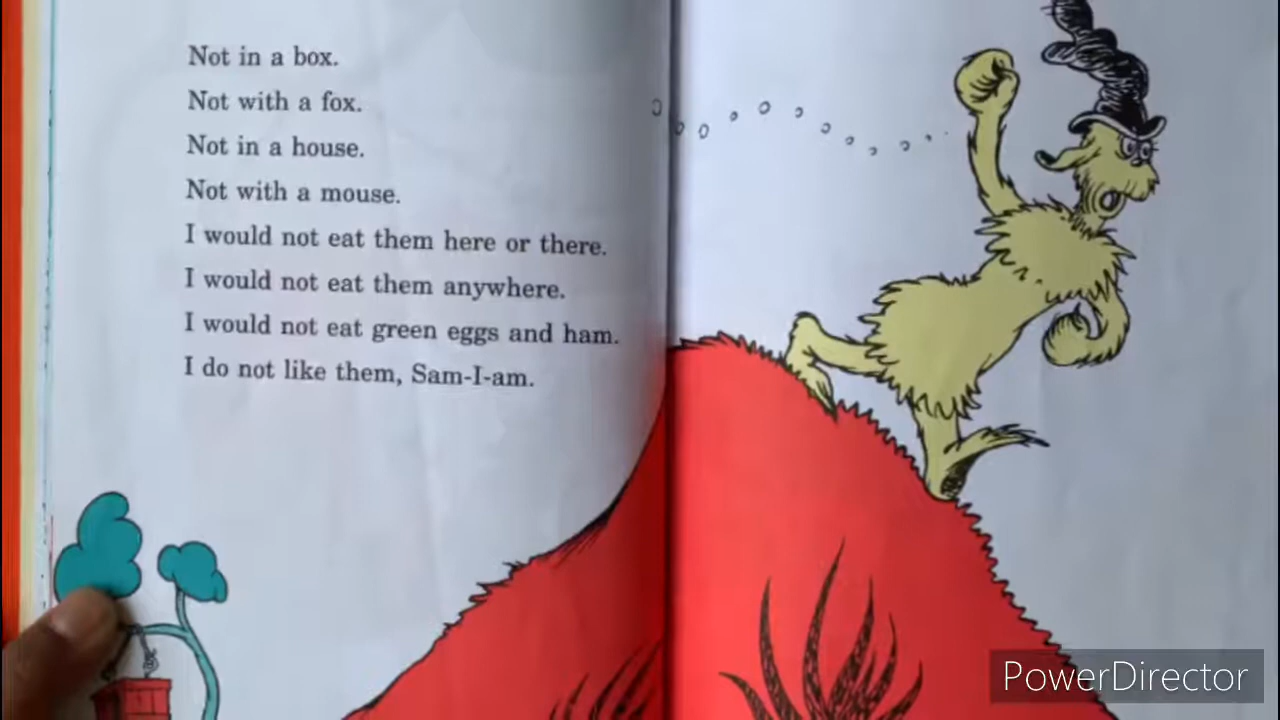 Not in a box.
Not with a fox.
Not in a house.
Not with a mouse.
I would not eat them here or there.
I would not eat them anywhere.
I would not eat green eggs and ham.
I do not like them, Sam-I-am.
PowerDirector